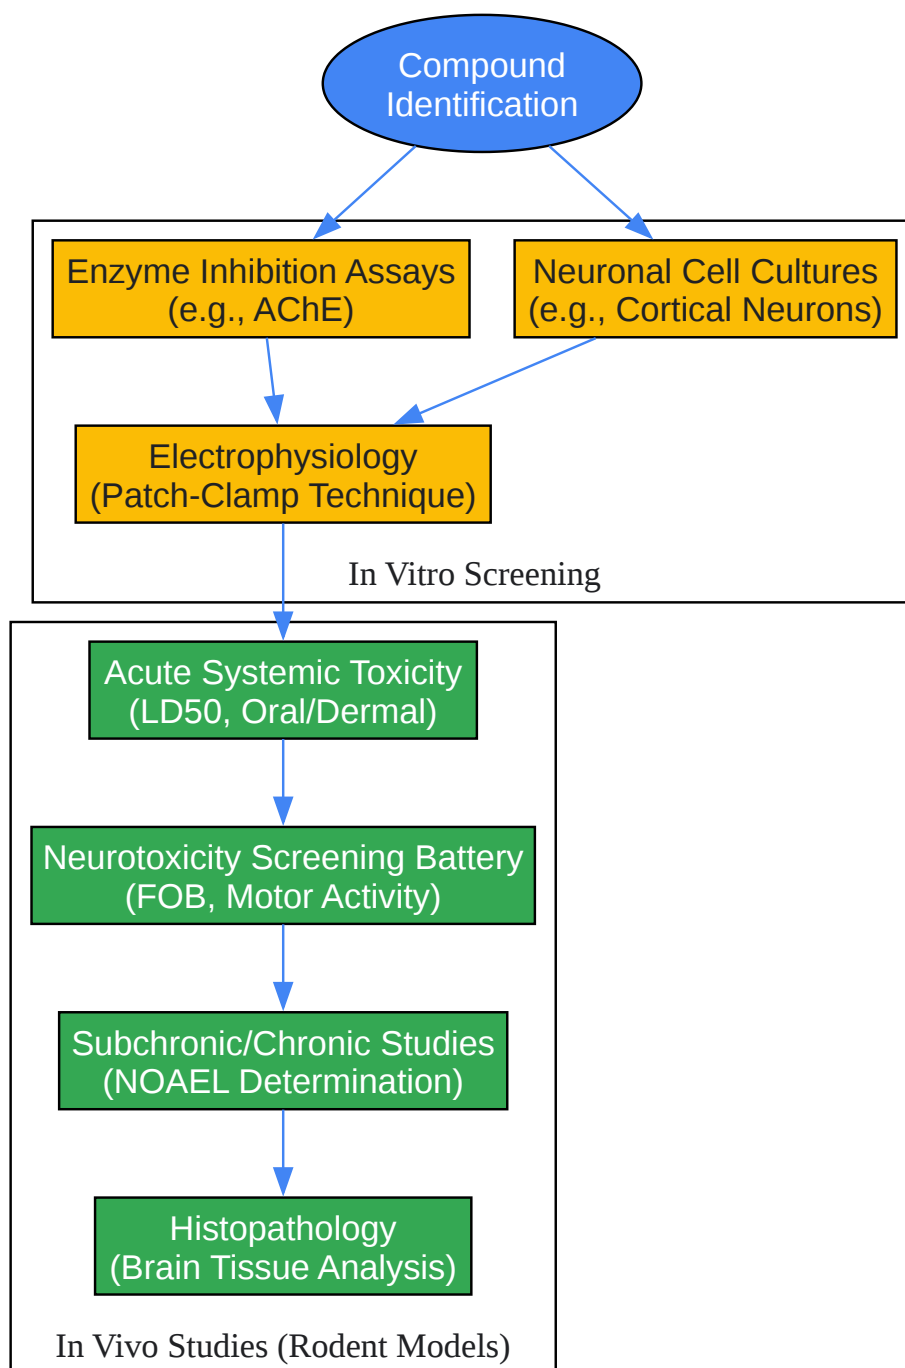 Compound
Identification
Enzyme Inhibition Assays
(e.g., AChE)
Neuronal Cell Cultures
(e.g., Cortical Neurons)
Electrophysiology
(Patch-Clamp Technique)
In Vitro Screening
Acute Systemic Toxicity
(LD50, Oral/Dermal)
Neurotoxicity Screening Battery
(FOB, Motor Activity)
Subchronic/Chronic Studies
(NOAEL Determination)
Histopathology
(Brain Tissue Analysis)
In Vivo Studies (Rodent Models)